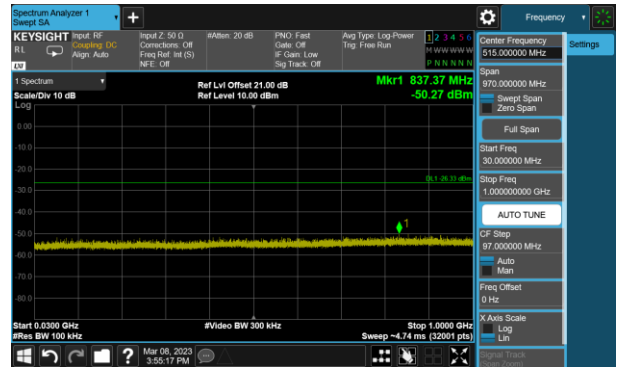 Spectrum Analyzer 1
Swept SA
Frequency
KEYSIGHT
R L
LXI
Input: RF
Coupling: DC
Align: Auto
Input Z: 50 Ω
Corrections: Off
Freq Ref: Int (S)
NFE: Off
#Atten: 20 dB
PNO: Fast
Gate: Off
IF Gain: Low
Sig Track: Off
Avg Type: Log-Power
Trig: Free Run
1 2 3 4 5 6
M W W W W W
P N N N N N
1 Spectrum
Scale/Div 10 dB
Log
Ref Lvl Offset 21.00 dB
Ref Level 10.00 dBm
Mkr1 837.37 MHz
-50.27 dBm
0.00
-10.0
-20.0
DL1 -26.33 dBm
-30.0
-40.0
1
-50.0
-60.0
-70.0
-80.0
Start 0.0300 GHz
#Res BW 100 kHz
#Video BW 300 kHz
Stop 1.0000 GHz
Sweep ~4.74 ms (32001 pts)
Mar 08, 2023
3:55:17 PM
?
Center Frequency
515.000000 MHz
Settings
Span
970.000000 MHz
Swept Span
Zero Span
Full Span
Start Freq
30.000000 MHz
Stop Freq
1.000000000 GHz
AUTO TUNE
CF Step
97.000000 MHz
Auto
Man
Freq Offset
0 Hz
X Axis Scale
Log
Lin
Signal Track
(Span Zoom)